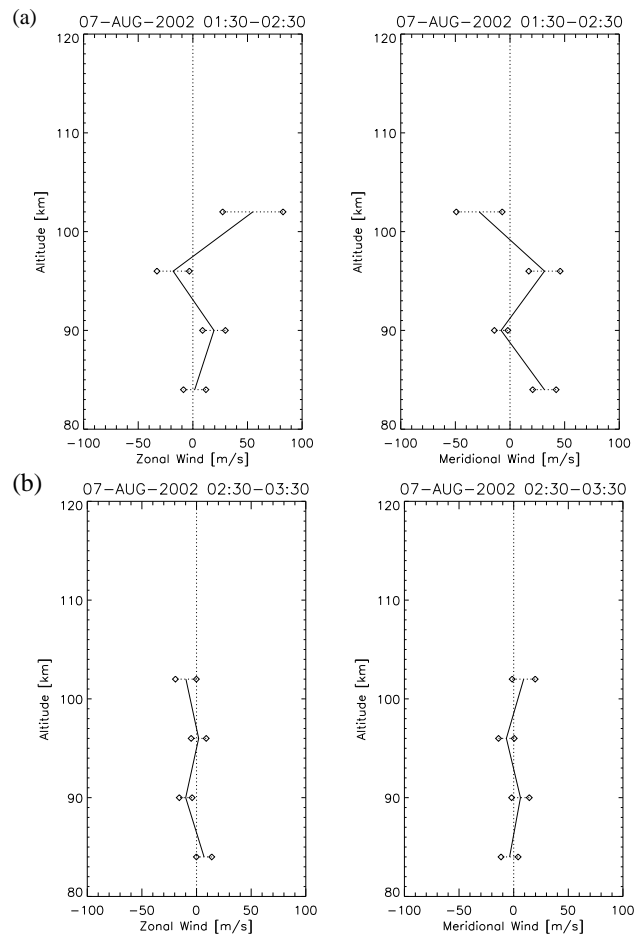 (a)
07-AUG-2002 01:30-02:30
120
110
100
90
80
Altitude [km]
-100 -50 0 50 100
Zonal Wind [m/s]
07-AUG-2002 01:30-02:30
120
110
100
90
80
Altitude [km]
-100 -50 0 50 100
Meridional Wind [m/s]
(b)
07-AUG-2002 02:30-03:30
120
110
100
90
80
Altitude [km]
-100 -50 0 50 100
Zonal Wind [m/s]
07-AUG-2002 02:30-03:30
120
110
100
90
80
Altitude [km]
-100 -50 0 50 100
Meridional Wind [m/s]